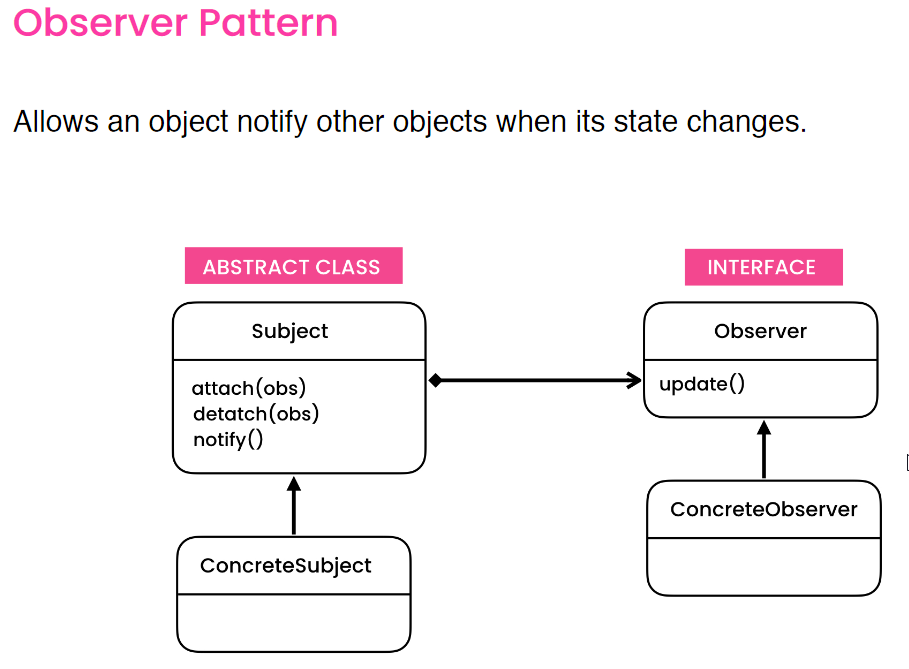 Observer Pattern
Allows an object notify other objects when its state changes.
ABSTRACT CLASS
Subject
attach(obs)
detatch(obs)
notify()
ConcreteSubject
INTERFACE
Observer
update()
ConcreteObserver